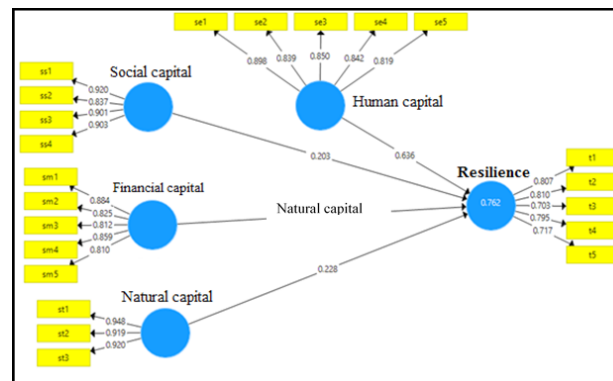 se1
se2
se3
se4
se5
0.898
0.839
0.850
0.842
0.819
Human capital
Social capital
ss1
ss2
ss3
ss4
0.920
0.837
0.901
0.903
0.203
0.636
Financial capital
sm1
sm2
sm3
sm4
sm5
0.884
0.825
0.812
0.859
0.810
Natural capital
Natural capital
st1
st2
st3
0.948
0.919
0.920
0.228
Resilience
0.762
t1
t2
t3
t4
t5
0.807
0.810
0.703
0.795
0.717